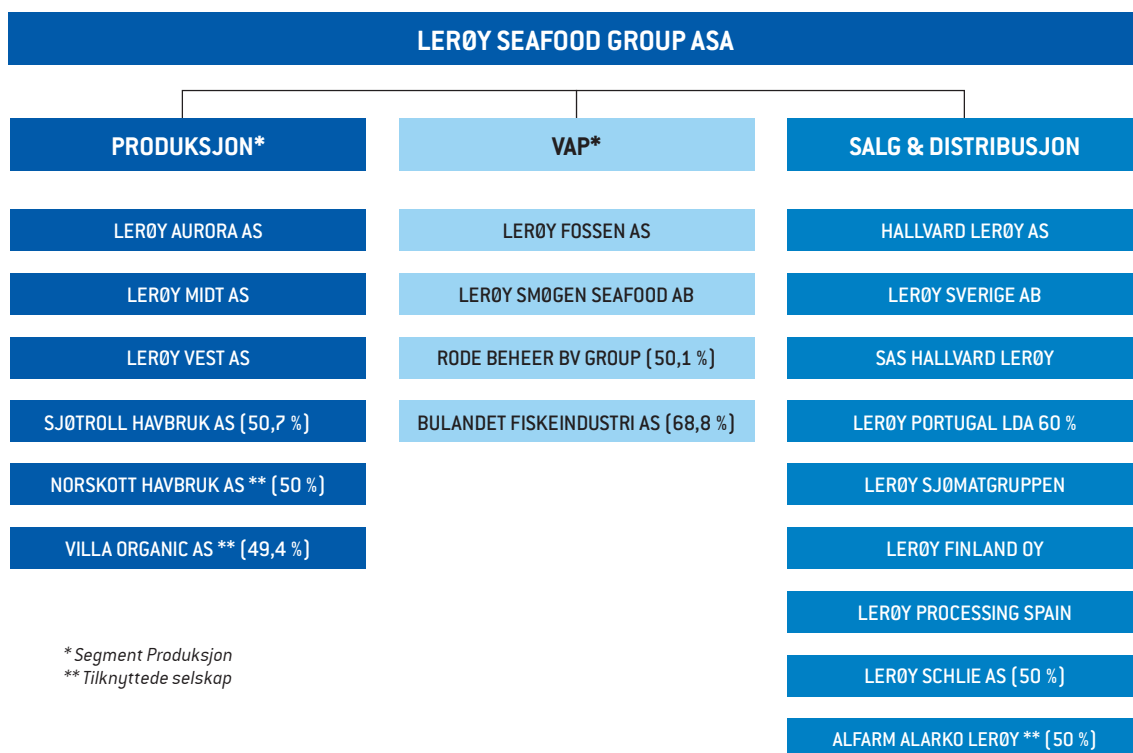 LERØY SEAFOOD GROUP ASA
PRODUKSJON*
LERØY AURORA AS
LERØY MIDT AS
LERØY VEST AS
SJØTROLL HAVBRUK AS (50,7 %)
NORSKOTT HAVBRUK AS ** (50 %)
VILLA ORGANIC AS ** (49,4 %)
VAP*
LERØY FOSSEN AS
LERØY SMØGEN SEAFOOD AB
RODE BEHEER BV GROUP (50,1 %)
BULANDET FISKEINDUSTRI AS (68,8 %)
SALG & DISTRIBUSJON
HALLVARD LERØY AS
LERØY SVERIGE AB
SAS HALLVARD LERØY
LERØY PORTUGAL LDA 60 %
LERØY SJØMATGRUPPEN
LERØY FINLAND OY
LERØY PROCESSING SPAIN
LERØY SCHLIE AS (50 %)
ALFARM ALARKO LERØY ** (50 %)
* Segment Produksjon
** Tilknyttede selskap